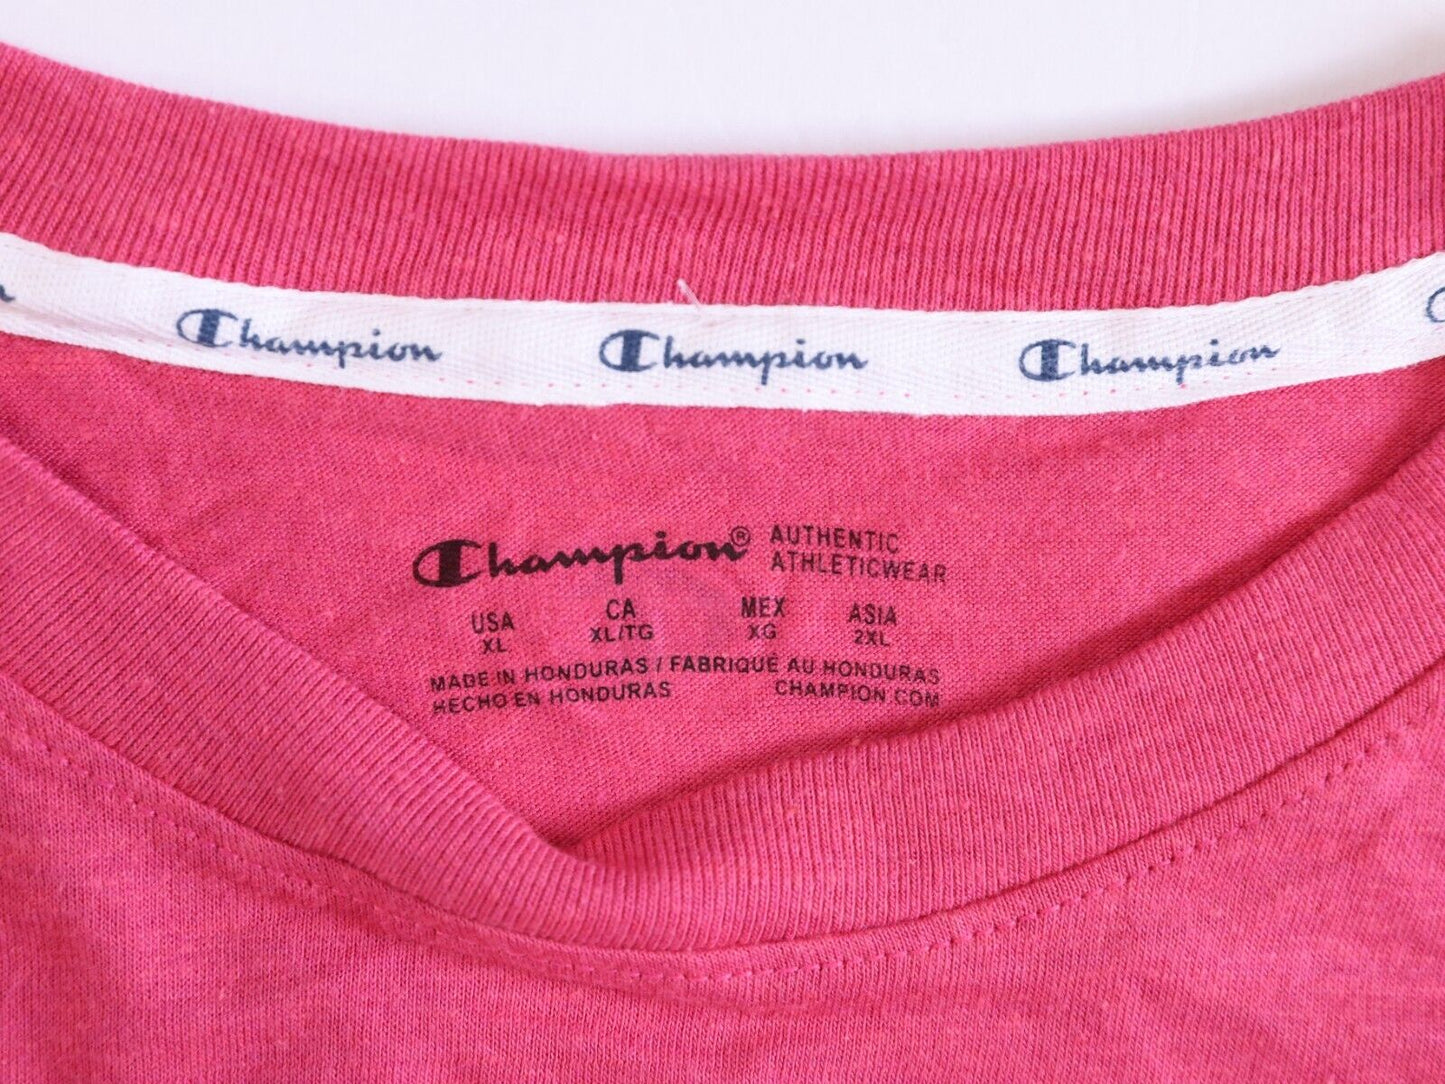 Champion Champion Champion
Champion® AUTHENTIC
ATHLETICWEAR
USA CA MEX ASIA
XL XL/TG XG 2XL
MADE IN HONDURAS / FABRIQUÉ AU HONDURAS
HECHO EN HONDURAS CHAMPION.COM